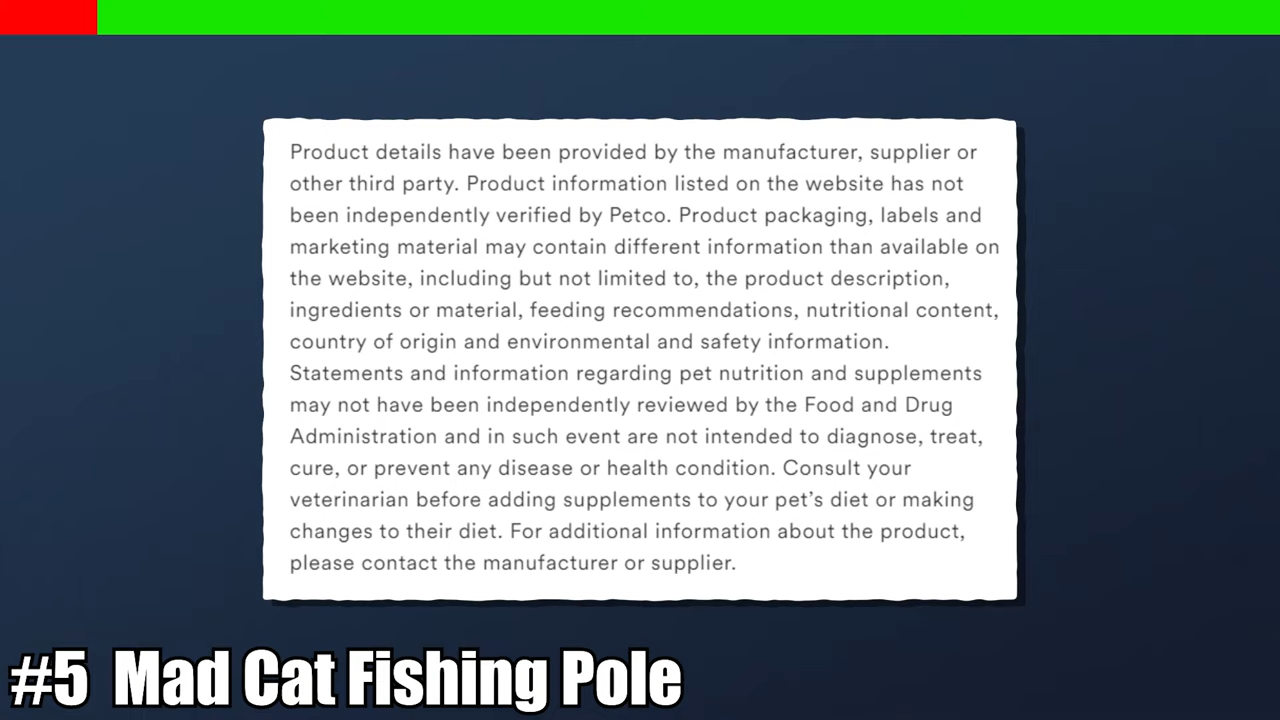 Product details have been provided by the manufacturer, supplier or
other third party. Product information listed on the website has not
been independently verified by Petco. Product packaging, labels and
marketing material may contain different information than available on
the website, including but not limited to, the product description,
ingredients or material, feeding recommendations, nutritional content,
country of origin and environmental and safety information.
Statements and information regarding pet nutrition and supplements
may not have been independently reviewed by the Food and Drug
Administration and in such event are not intended to diagnose, treat,
cure, or prevent any disease or health condition. Consult your
veterinarian before adding supplements to your pet’s diet or making
changes to their diet. For additional information about the product,
please contact the manufacturer or supplier.
#5 Mad Cat Fishing Pole